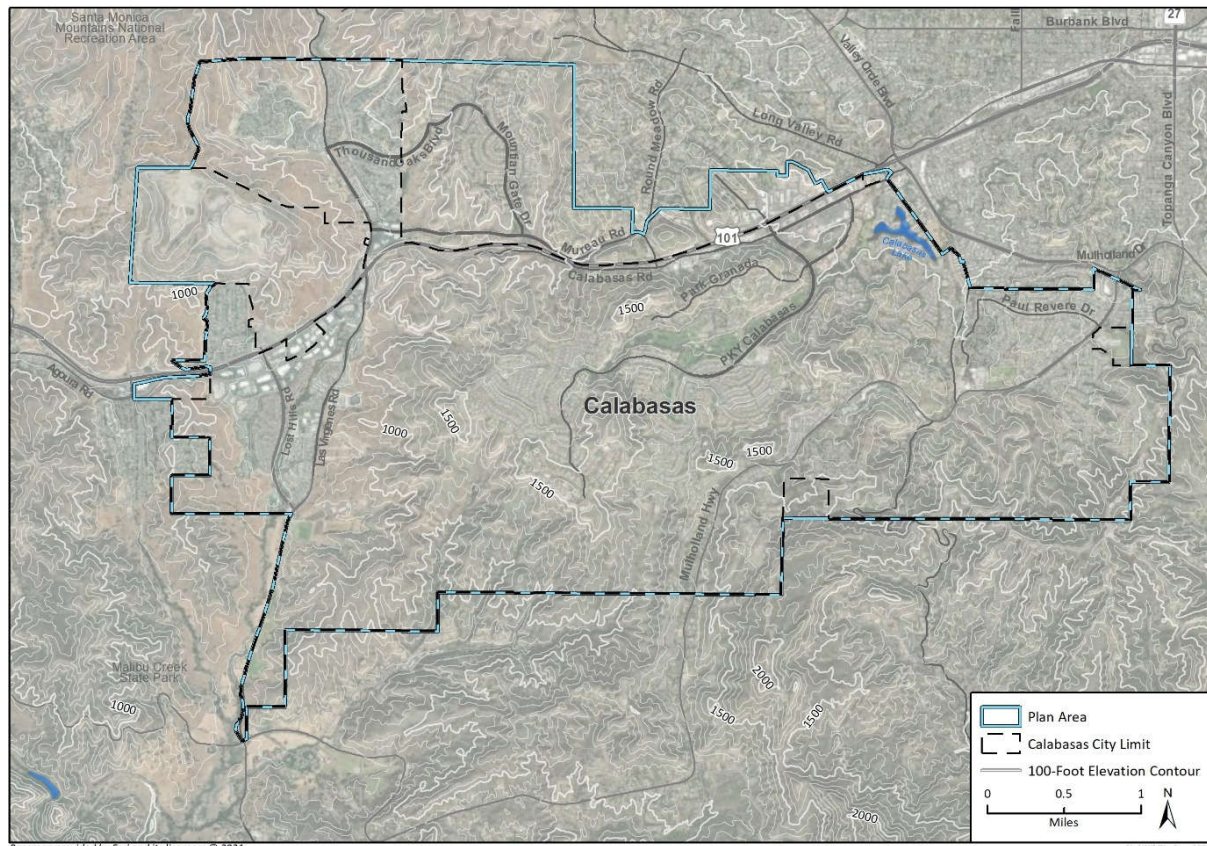 Santa Monica
Mountains National
Recreation Area
27
Burbank Blvd
Valley Circle Blvd
Topanga Canyon Blvd
Long Valley Rd
Round Meadow Rd
Thousand Oaks Blvd
Mountain Gate Dr
Mureau Rd
101
Calabasas Rd
Calabasas
Lake
Mulholland Dr
Park Granada
Paul Revere Dr
1000
1500
PKY Calabasas
Agoura Rd
Lost Hills Rd
Las Virgenes Rd
Calabasas
1000
1500
1500
1500
1500
Mulholland Hwy
Malibu Creek
State Park
1000
2000
1500
1500
2000
Plan Area
Calabasas City Limit
100-Foot Elevation Contour
0 0.5 1
Miles
N